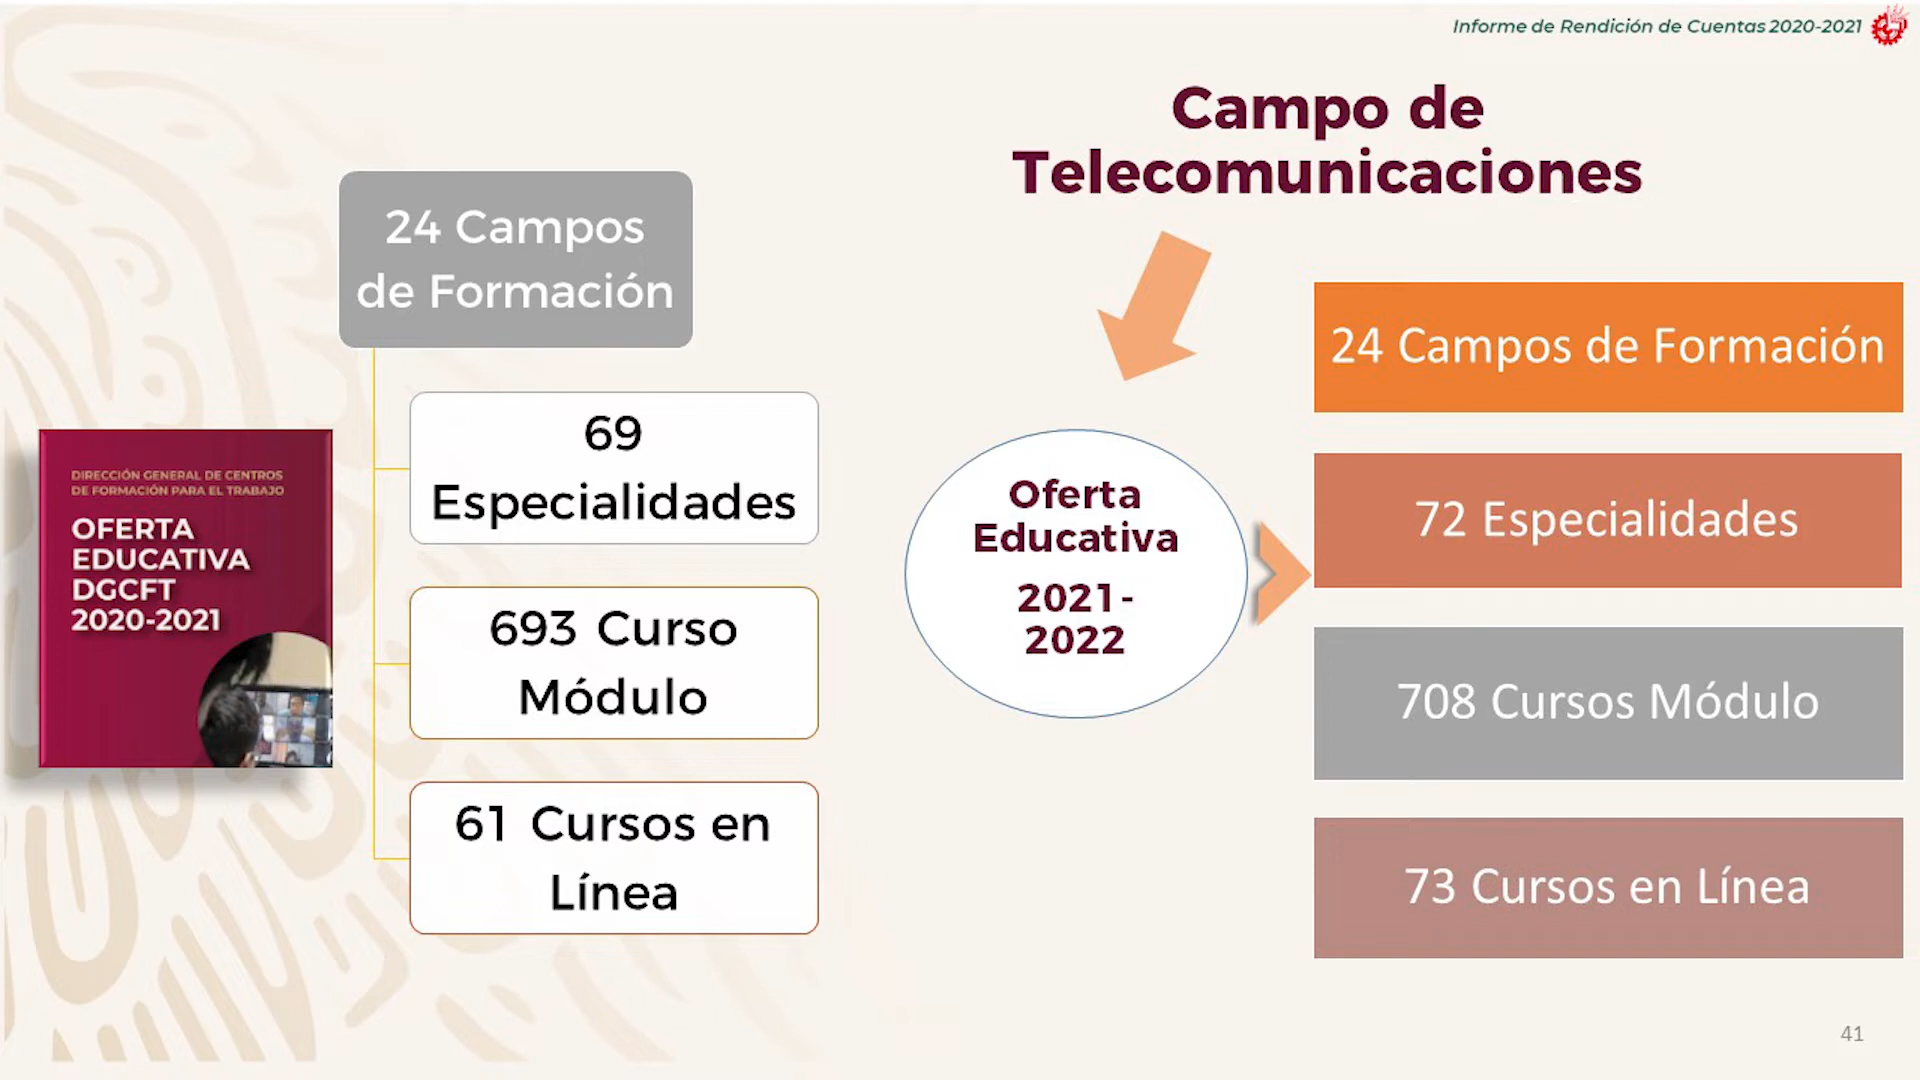 Informe de Rendición de Cuentas 2020-2021
Campo de
Telecomunicaciones
24 Campos
de Formación
69
Especialidades
693 Curso
Módulo
61 Cursos en
Línea
DIRECCIÓN GENERAL DE CENTROS
DE FORMACIÓN PARA EL TRABAJO
OFERTA
EDUCATIVA
DGCFT
2020-2021
Oferta
Educativa
2021-
2022
24 Campos de Formación
72 Especialidades
708 Cursos Módulo
73 Cursos en Línea
41